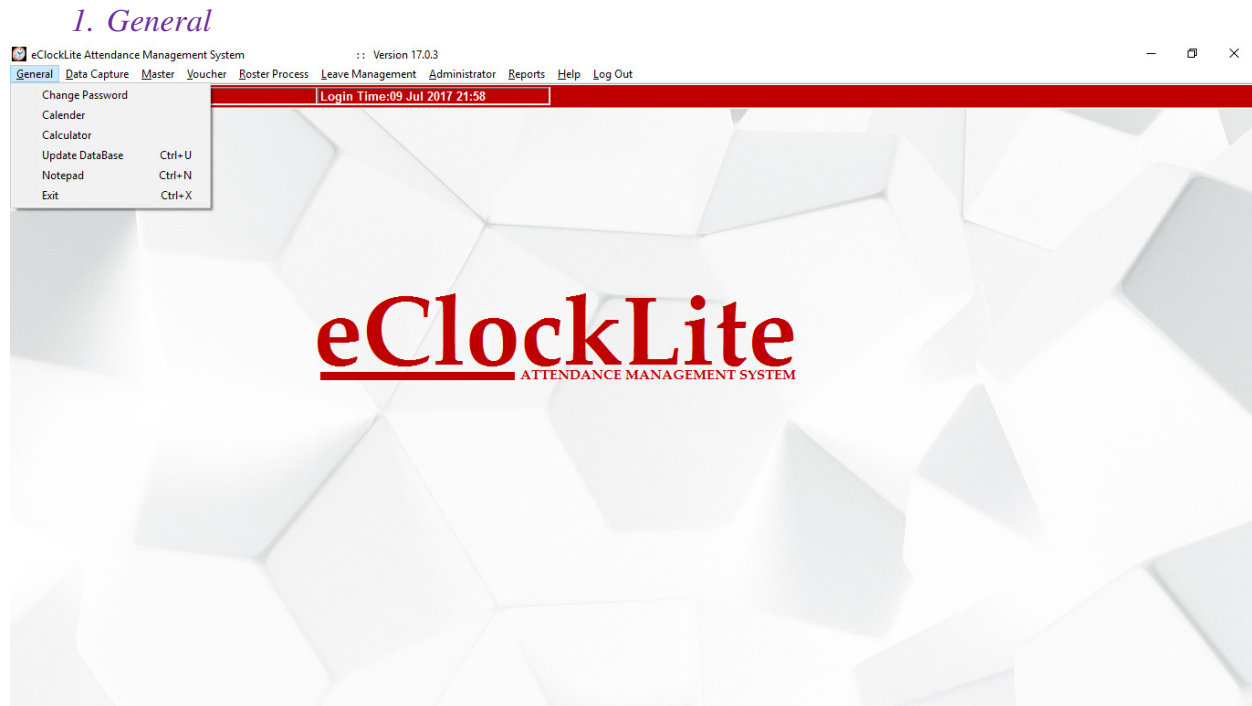 1. General
eClockLite Attendance Management System :: Version 17.0.3
General Data Capture Master Voucher Roster Process Leave Management Administrator Reports Help Log Out
Login Time:09 Jul 2017 21:58
Change Password
Calender
Calculator
Update DataBase Ctrl+U
Notepad Ctrl+N
Exit Ctrl+X
eClockLite
ATTENDANCE MANAGEMENT SYSTEM